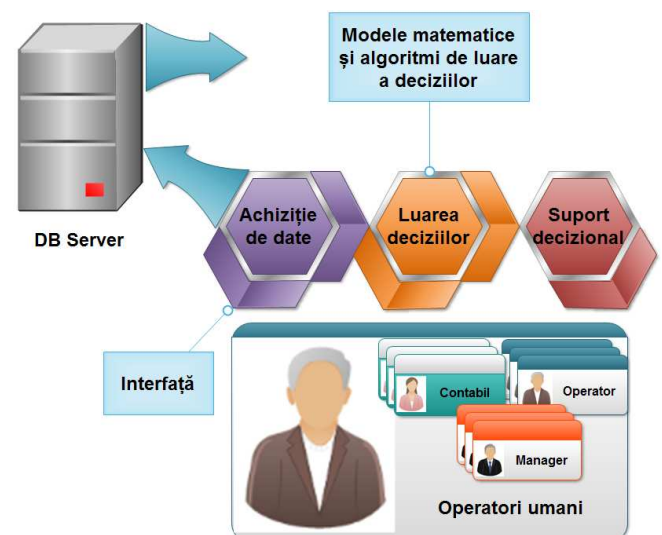 Modele matematice
și algoritmi de luare
a deciziilor
DB Server
Achiziție
de date
Luarea
deciziilor
Suport
decizional
Interfață
Contabil
Operator
Manager
Operatori umani